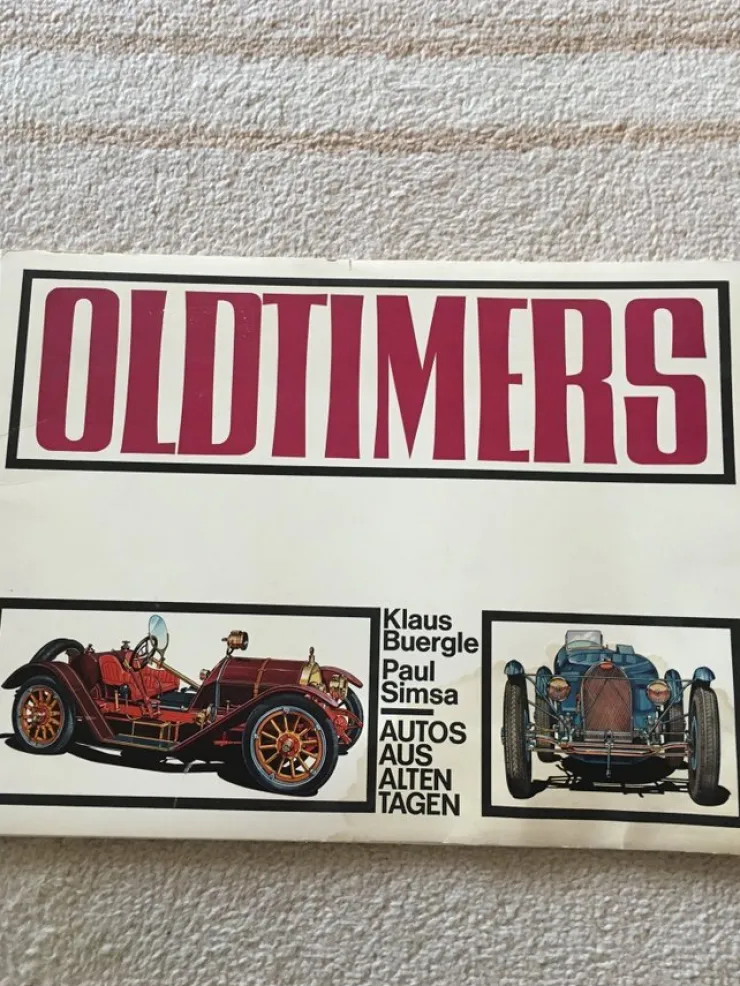 OLDTIMERS
Klaus
Buergle
Paul
Simsa
AUTOS
AUS
ALTEN
TAGEN